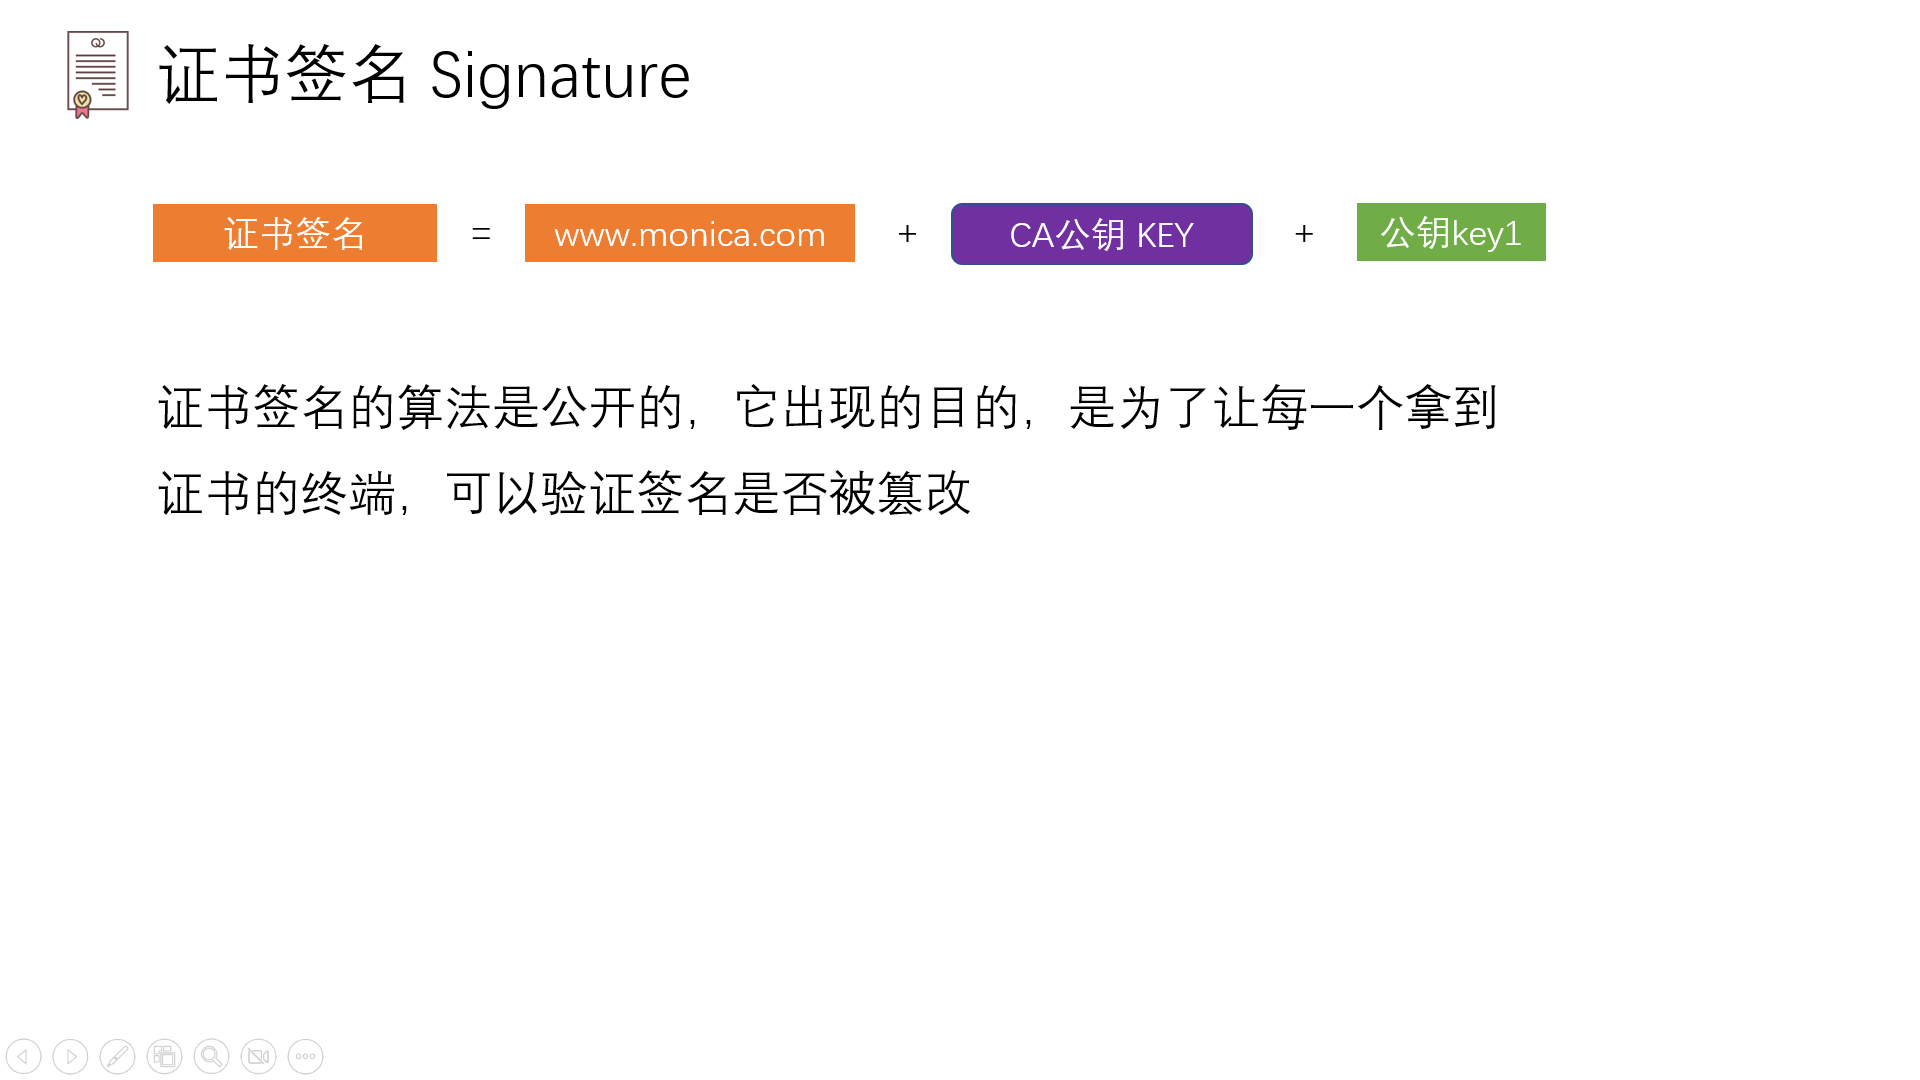 证书签名 Signature
证书签名 = www.monica.com + CA公钥 KEY + 公钥key1
证书签名的算法是公开的，它出现的目的，是为了让每一个拿到
证书的终端，可以验证签名是否被篡改